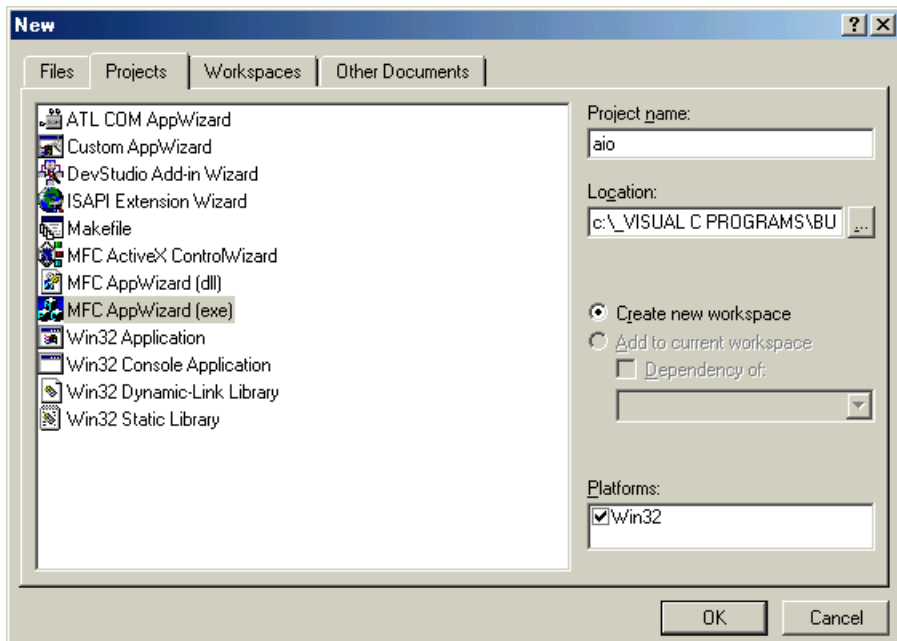 New
Files Projects Workspaces Other Documents
ATL COM AppWizard
Custom AppWizard
DevStudio Add-in Wizard
ISAPI Extension Wizard
Makefile
MFC ActiveX ControlWizard
MFC AppWizard (dll)
MFC AppWizard (exe)
Win32 Application
Win32 Console Application
Win32 Dynamic-Link Library
Win32 Static Library
Project name:
aio
Location:
c:\_VISUAL C PROGRAMS\BU ...
Create new workspace
Add to current workspace
Dependency of:
Platforms:
Win32
OK Cancel